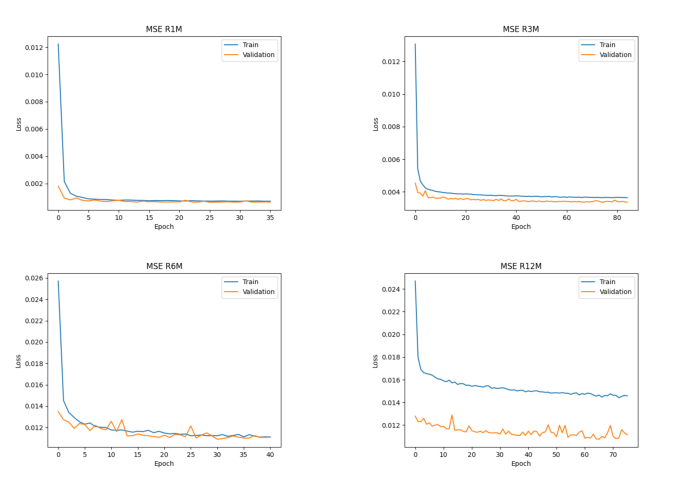 MSE R1M
0.012
0.010
0.008
0.006
0.004
0.002
Loss
0 5 10 15 20 25 30 35
Epoch
Train
Validation
MSE R3M
0.012
0.010
0.008
0.006
0.004
Loss
0 20 40 60 80
Epoch
Train
Validation
MSE R6M
0.026
0.024
0.022
0.020
0.018
0.016
0.014
0.012
Loss
0 5 10 15 20 25 30 35 40
Epoch
Train
Validation
MSE R12M
0.024
0.022
0.020
0.018
0.016
0.014
0.012
Loss
0 10 20 30 40 50 60 70
Epoch
Train
Validation